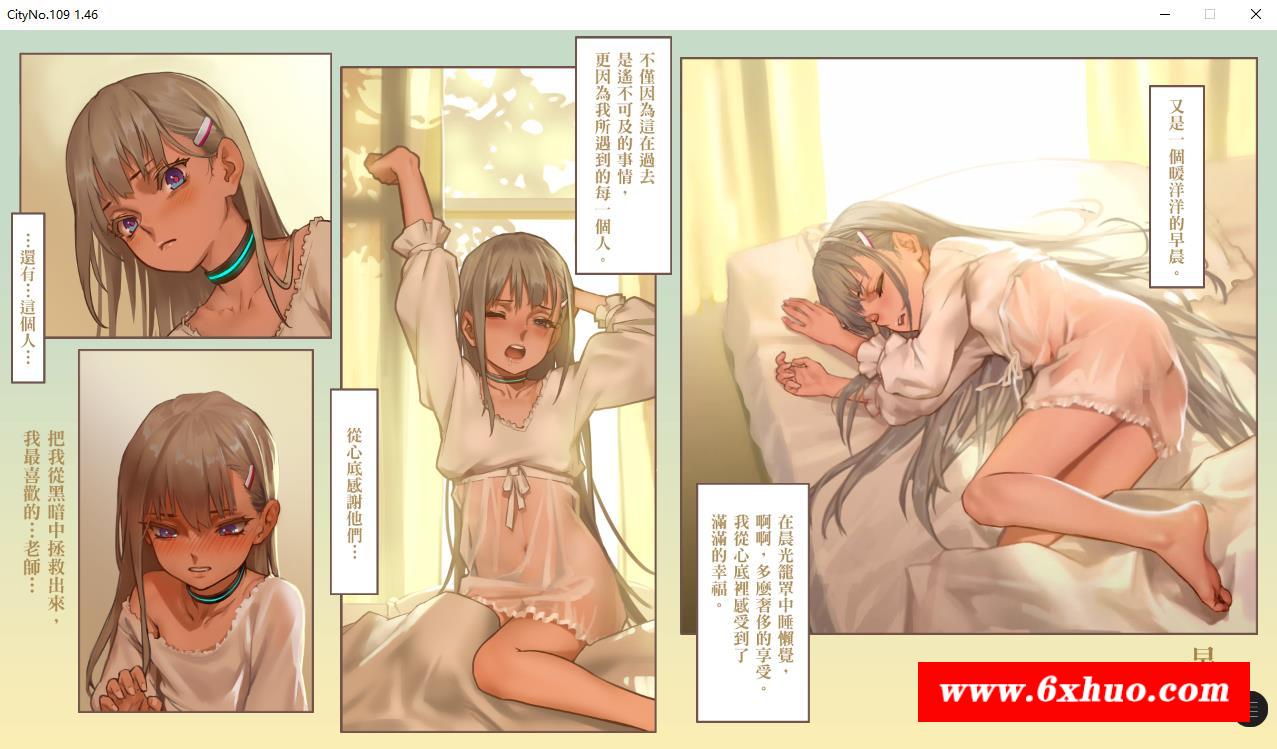 CityNo.109 1.46
又是一個暖洋洋的早晨。
在晨光籠罩中睡懶覺，
啊啊，多麼奢侈的享受。
我從心底裡感受到了
滿滿的幸福。
不僅因為這在過去
是遙不可及的事情，
更因為我所遇到的每一個人。
從心底感謝他們…
…還有…這個人…
把我從黑暗中拯救出來，
我最喜歡的…老師…
www.6xhuo.com